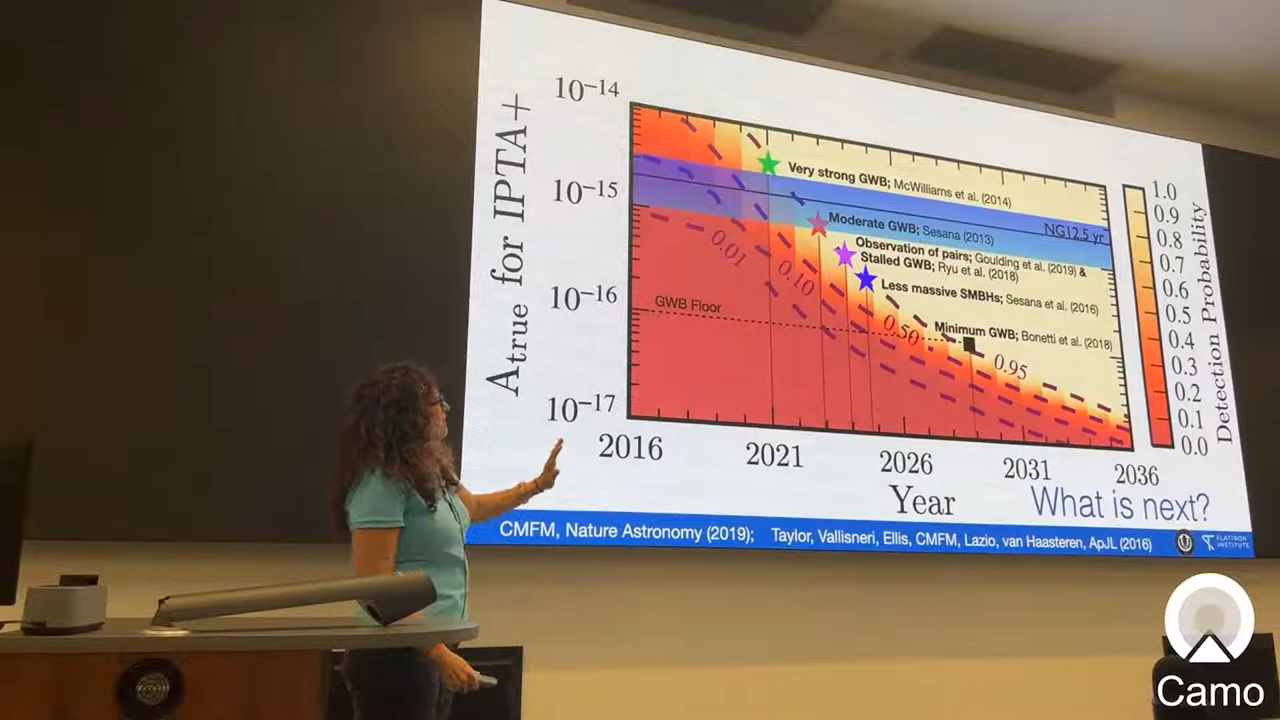 10−14
10−15
10−16
10−17
Atrue for IPTA+
Very strong GWB; McWilliams et al. (2014)
NG12.5 yr
Moderate GWB; Sesana (2013)
Observation of pairs; Goulding et al. (2019) &
Stalled GWB; Ryu et al. (2018)
Less massive SMBHs; Sesana et al. (2016)
Minimum GWB; Bonetti et al. (2018)
GWB Floor
0.01
0.10
0.50
0.95
1.0
0.9
0.8
0.7
0.6
0.5
0.4
0.3
0.2
0.1
0.0
Detection Probability
2016
2021
2026
2031
2036
Year
What is next?
CMFM, Nature Astronomy (2019); Taylor, Vallisneri, Ellis, CMFM, Lazio, van Haasteren, ApJL (2016)
FLATIRON
INSTITUTE
Camo